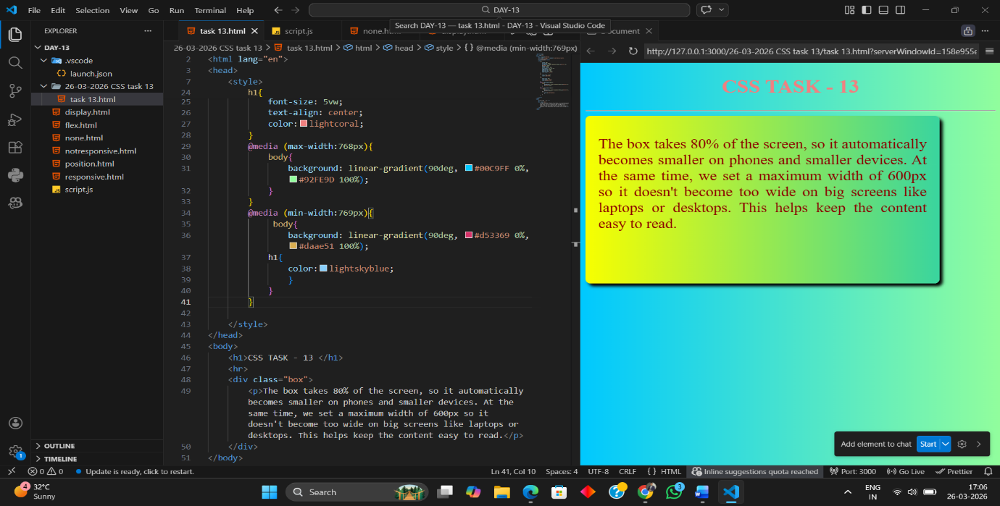 File Edit Selection View Go Run Terminal Help
DAY-13
Search DAY-13 — task 13.html - DAY-13 - Visual Studio Code
EXPLORER
DAY-13
.vscode
launch.json
26-03-2026 CSS task 13
task 13.html
display.html
flex.html
none.html
notresponsive.html
position.html
responsive.html
script.js
OUTLINE
TIMELINE
task 13.html
script.js
26-03-2026 CSS task 13 > task 13.html > html > head > style > { } @media (min-width:769px)
2 <html lang="en">
3 <head>
7 <style>
24 h1{
25 font-size: 5vw;
26 text-align: center;
27 color: lightcoral;
28 }
29 @media (max-width:768px){
30 body{
31 background: linear-gradient(90deg, #00C9FF 0%,
#92FE9D 100%);
32 }
33 }
34 @media (min-width:769px){
35 body{
36 background: linear-gradient(90deg, #d53369 0%,
#daae51 100%);
37 h1{
38 color: lightskyblue;
39 }
40 }
41 }
42
43 </style>
44 </head>
45 <body>
46 <h1>CSS TASK - 13 </h1>
47 <hr>
48 <div class="box">
49 <p>The box takes 80% of the screen, so it automatically
becomes smaller on phones and smaller devices. At the
same time, we set a maximum width of 600px so it
doesn't become too wide on big screens like laptops or
desktops. This helps keep the content easy to read.</p>
50 </div>
51 </body>
http://127.0.0.1:3000/26-03-2026 CSS task 13/task 13.html?serverWindowId=158e955
CSS TASK - 13
The box takes 80% of the screen, so it automatically
becomes smaller on phones and smaller devices. At
the same time, we set a maximum width of 600px
so it doesn't become too wide on big screens like
laptops or desktops. This helps keep the content
easy to read.
Add element to chat Start
0 0 Update is ready, click to restart.
Ln 41, Col 10 Spaces: 4 UTF-8 CRLF { } HTML Inline suggestions quota reached Port: 3000 Go Live Prettier
4 32°C
Sunny
Search
3
ENG
IN
17:06
26-03-2026